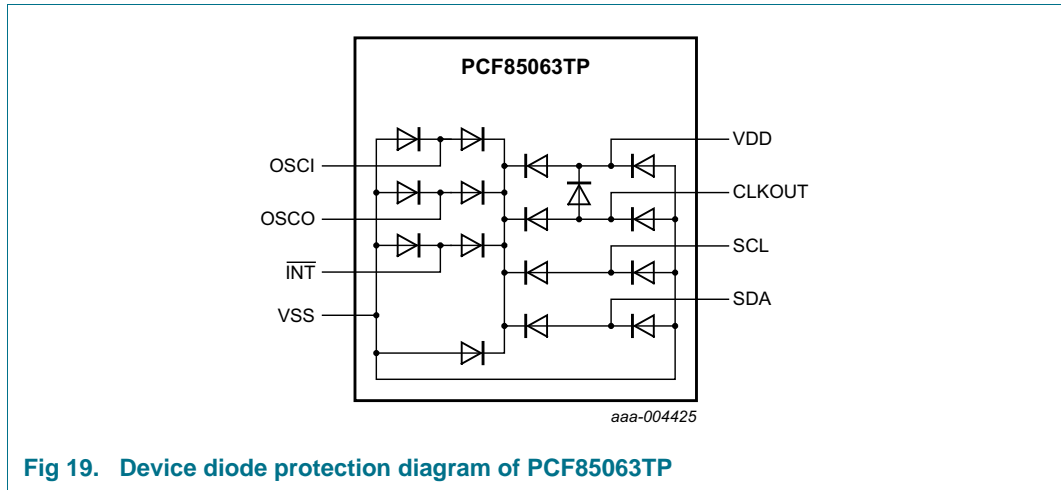 PCF85063TP
OSCI
OSCO
INT
VSS
VDD
CLKOUT
SCL
SDA
aaa-004425
Fig 19. Device diode protection diagram of PCF85063TP